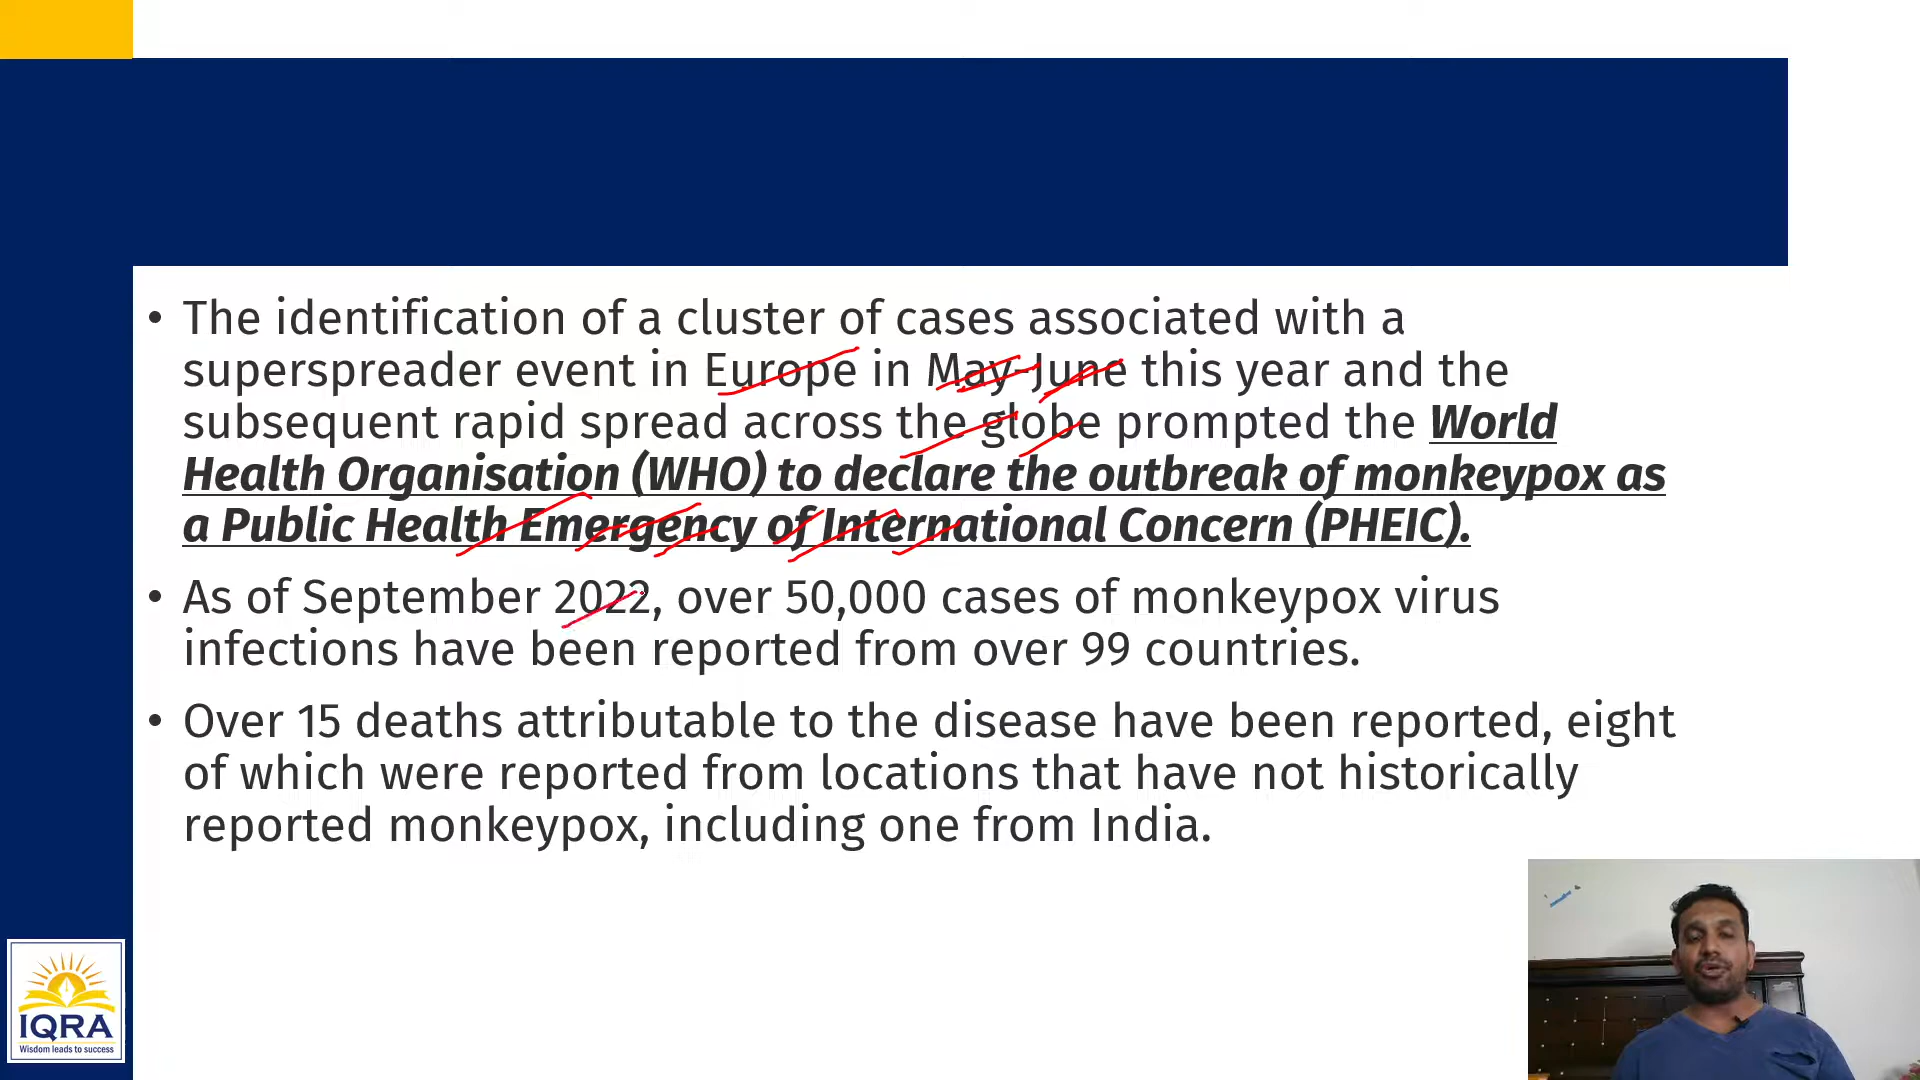 • The identification of a cluster of cases associated with a
superspreader event in Europe in May-June this year and the
subsequent rapid spread across the globe prompted the World
Health Organisation (WHO) to declare the outbreak of monkeypox as
a Public Health Emergency of International Concern (PHEIC).
• As of September 2022, over 50,000 cases of monkeypox virus
infections have been reported from over 99 countries.
• Over 15 deaths attributable to the disease have been reported, eight
of which were reported from locations that have not historically
reported monkeypox, including one from India.
IQRA
Wisdom leads to success